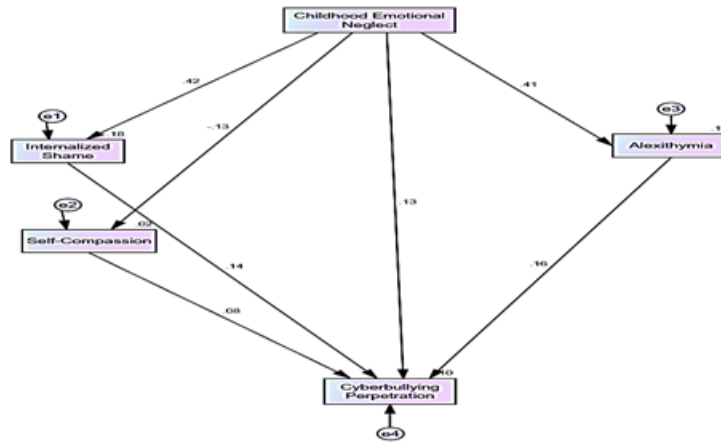 Childhood Emotional
Neglect
.42
.41
-.13
e1
e3
.18
Internalized
Shame
Alexithymia
.13
e2
.02
Self-Compassion
.14
.16
.08
Cyberbullying
Perpetration
e4